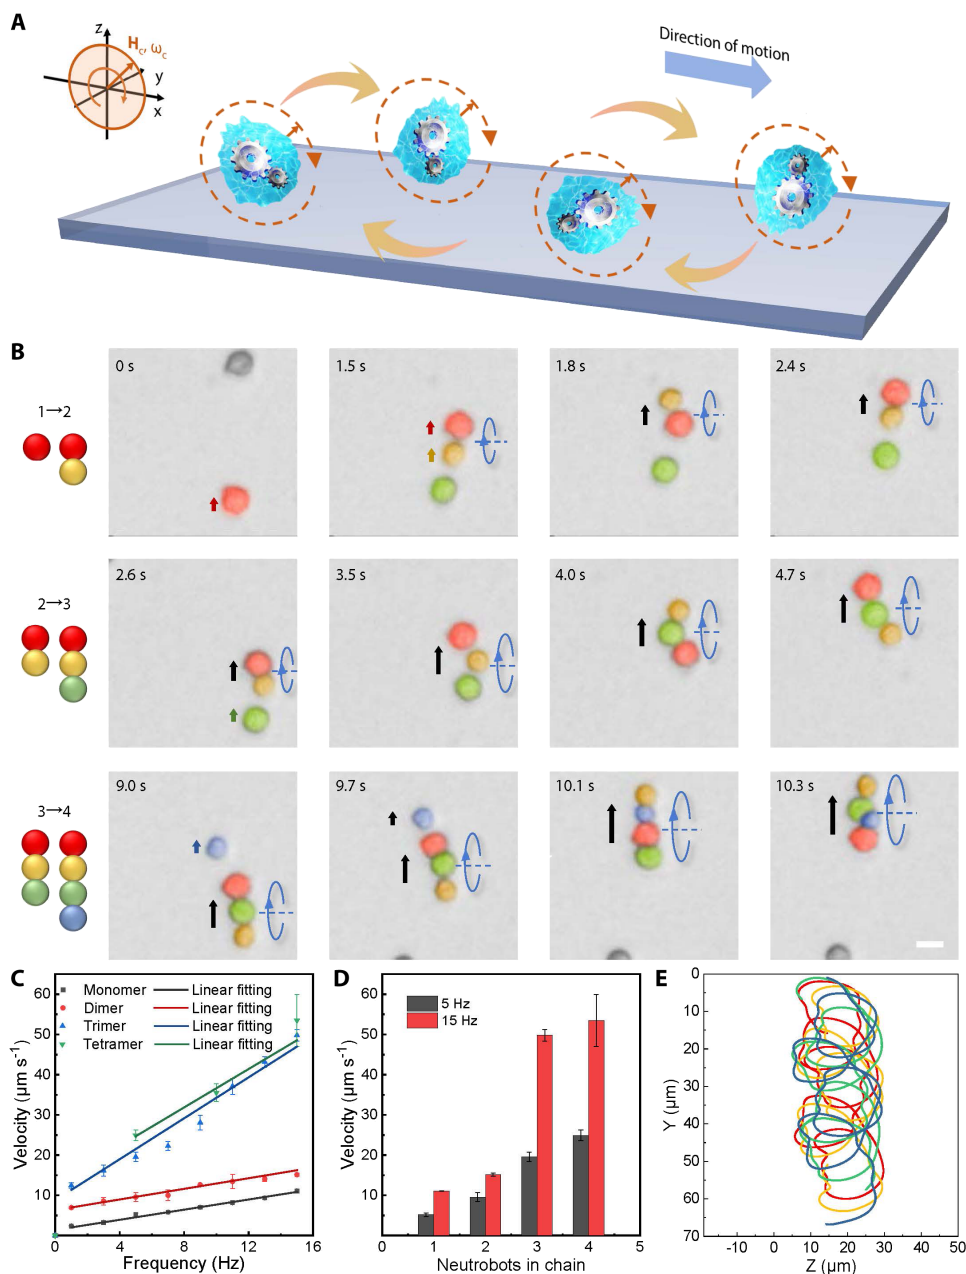 A
z
Hc, ωc
y
x
Direction of motion
B
1→2
0 s
1.5 s
1.8 s
2.4 s
2→3
2.6 s
3.5 s
4.0 s
4.7 s
3→4
9.0 s
9.7 s
10.1 s
10.3 s
C
Velocity (µm s⁻¹)
60
50
40
30
20
10
Monomer
Linear fitting
Dimer
Linear fitting
Trimer
Linear fitting
Tetramer
Linear fitting
0 4 8 12 16
Frequency (Hz)
D
Velocity (µm s⁻¹)
60
50
40
30
20
10
5 Hz
15 Hz
0 1 2 3 4 5
Neutrobots in chain
E
Y (µm)
0
10
20
30
40
50
60
70
-10 0 10 20 30 40 50
Z (µm)